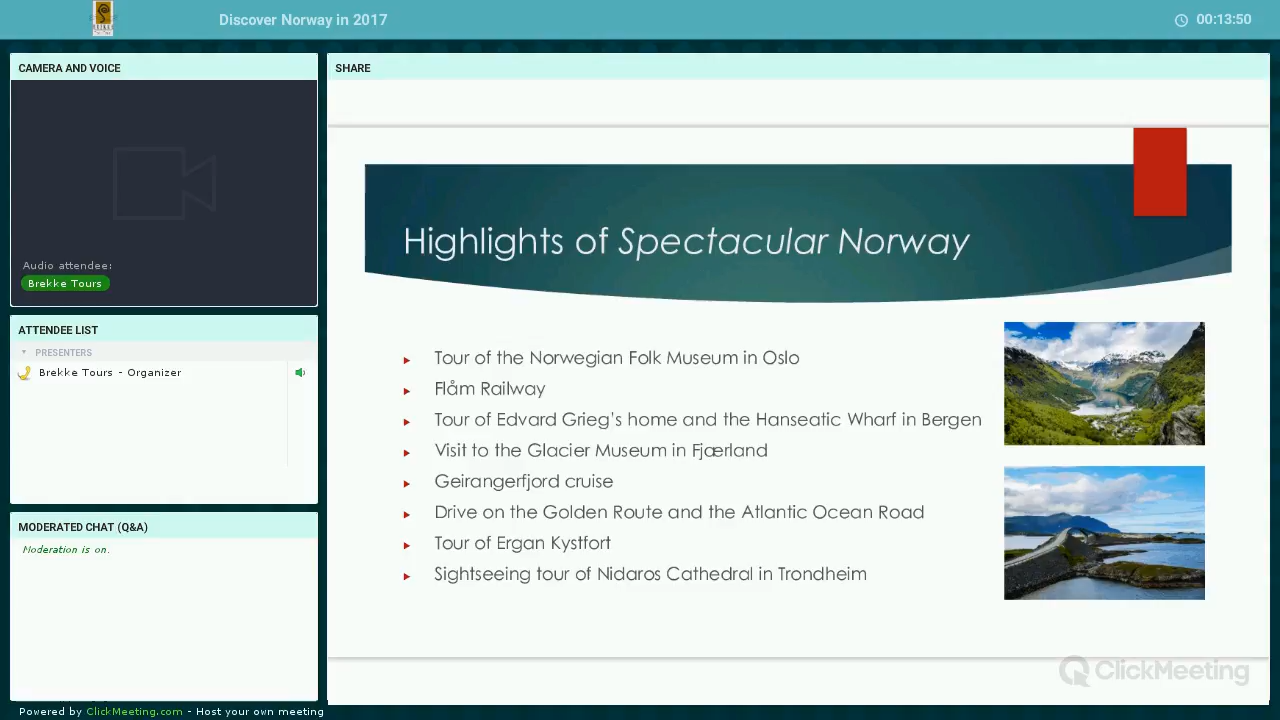 Discover Norway in 2017
00:13:50
CAMERA AND VOICE
Audio attendee:
Brekke Tours
ATTENDEE LIST
PRESENTERS
Brekke Tours - Organizer
MODERATED CHAT (Q&A)
Moderation is on.
SHARE
Highlights of Spectacular Norway
Tour of the Norwegian Folk Museum in Oslo
Flåm Railway
Tour of Edvard Grieg's home and the Hanseatic Wharf in Bergen
Visit to the Glacier Museum in Fjærland
Geirangerfjord cruise
Drive on the Golden Route and the Atlantic Ocean Road
Tour of Ergan Kystfort
Sightseeing tour of Nidaros Cathedral in Trondheim
ClickMeeting
Powered by ClickMeeting.com - Host your own meeting